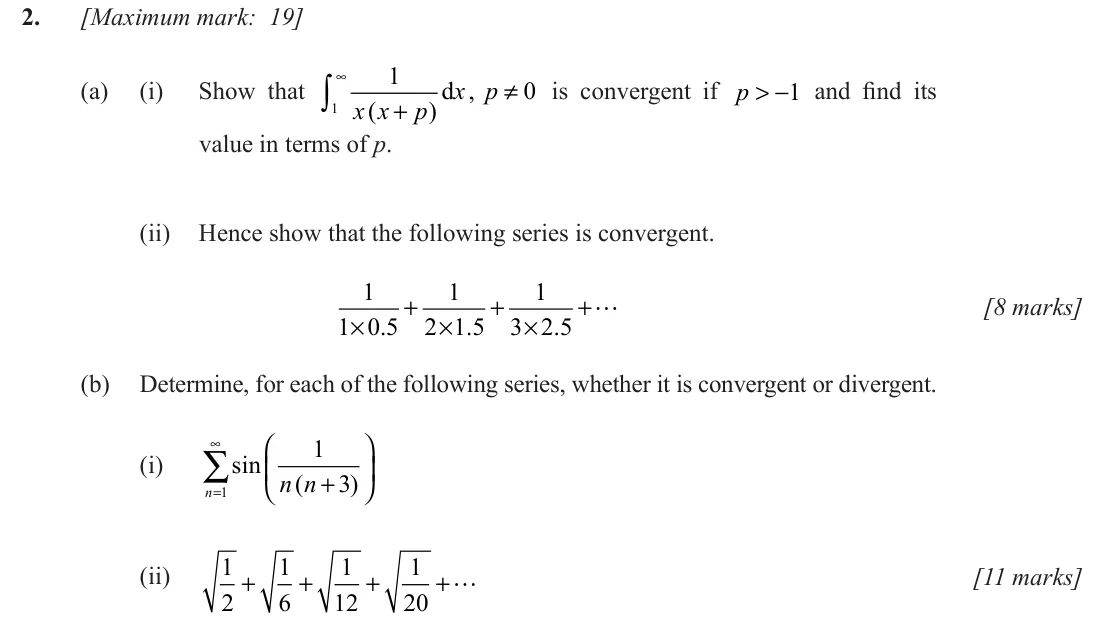 2. [Maximum mark: 19]
(a) (i) Show that ∫₁^∞ 1/(x(x+p)) dx, p ≠ 0 is convergent if p > −1 and find its
value in terms of p.
(ii) Hence show that the following series is convergent.
1/(1×0.5) + 1/(2×1.5) + 1/(3×2.5) + ⋯ [8 marks]
(b) Determine, for each of the following series, whether it is convergent or divergent.
(i) ∑_{n=1}^∞ sin(1/(n(n+3)))
(ii) √(1/2) + √(1/6) + √(1/12) + √(1/20) + ⋯ [11 marks]